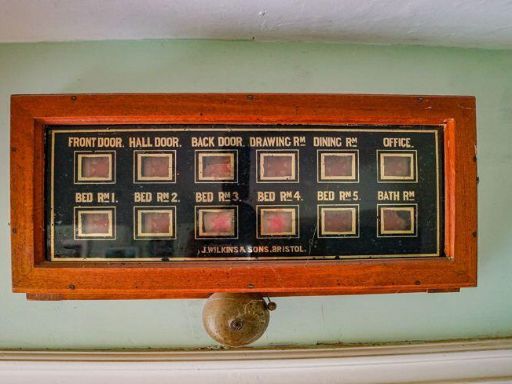 FRONT DOOR. HALL DOOR. BACK DOOR. DRAWING RM DINING RM OFFICE.
BED RM 1. BED RM 2. BED RM 3. BED RM 4. BED RM 5. BATH RM
J. WILKINS & SONS. BRISTOL.